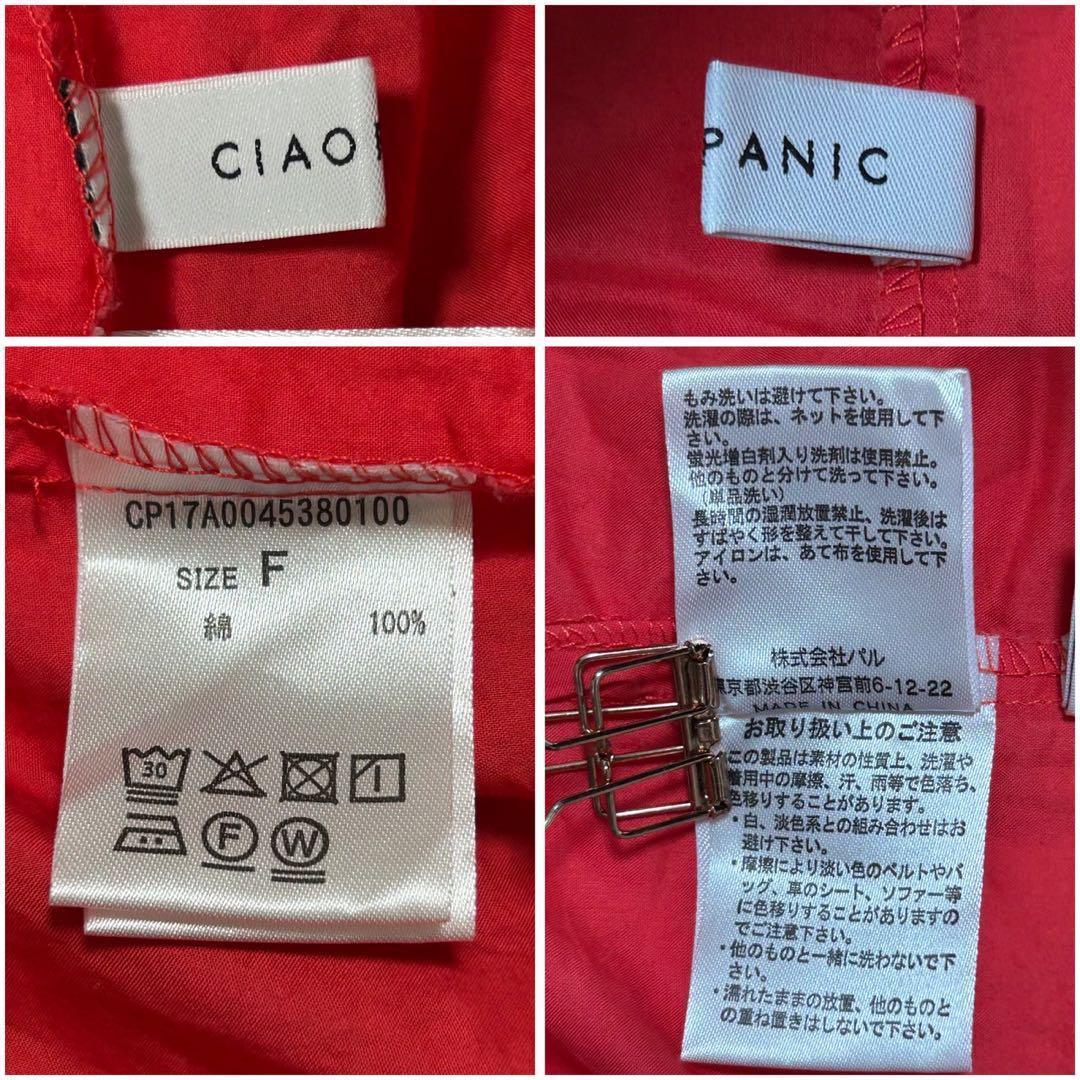 CIAO
PANIC
CP17A0045380100
SIZE F
綿 100%
30
F W
もみ洗いは避けて下さい。
洗濯の際は、ネットを使用して下
さい。
蛍光増白剤入り洗剤は使用禁止。
他のものと分けて洗って下さい。
(単品洗い)
長時間の湿潤放置禁止、洗濯後は
すばやく形を整えて干して下さい。
アイロンは、あて布を使用して下
さい。
株式会社パル
東京都渋谷区神宮前6-12-22
MADE IN CHINA
お取り扱い上のご注意
この製品は素材の性質上、洗濯や
着用中の摩擦、汗、雨等で色落ち、
色移りすることがあります。
・白、淡色系との組み合わせはお
避け下さい。
・摩擦により淡い色のベルトやバ
ッグ、車のシート、ソファー等
に色移りすることがありますの
でご注意下さい。
・他のものと一緒に洗わないで下
さい。
・濡れたままの放置、他のものと
の重ね置きはしないで下さい。